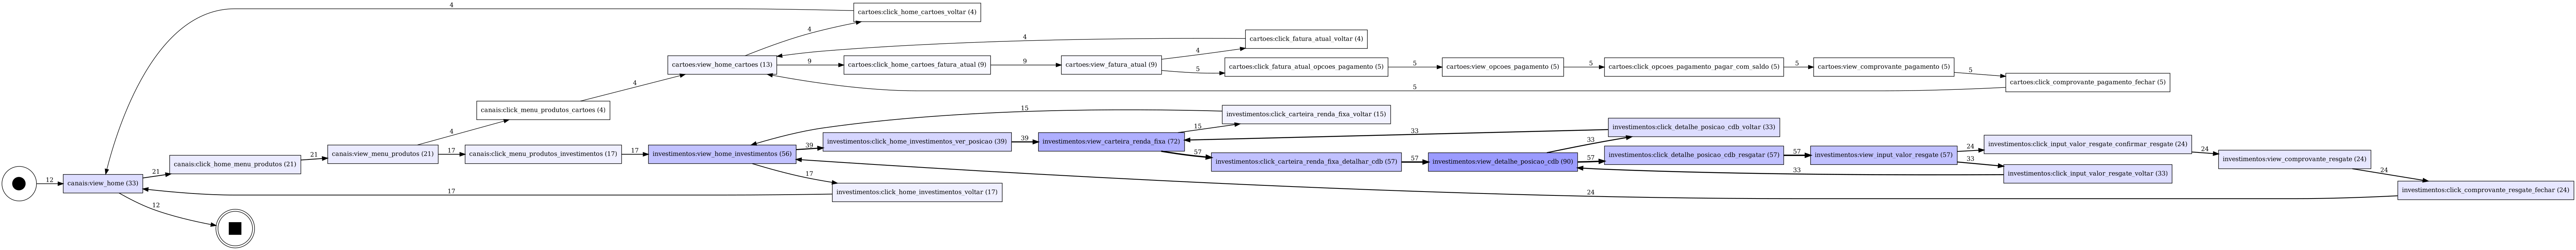 4
cartoes:click_home_cartoes_voltar (4)
4
4
cartoes:click_fatura_atual_voltar (4)
cartoes:view_home_cartoes (13)
9
cartoes:click_home_cartoes_fatura_atual (9)
9
cartoes:view_fatura_atual (9)
4
5
cartoes:click_fatura_atual_opcoes_pagamento (5)
5
cartoes:view_opcoes_pagamento (5)
5
cartoes:click_opcoes_pagamento_pagar_com_saldo (5)
5
cartoes:view_comprovante_pagamento (5)
5
cartoes:click_comprovante_pagamento_fechar (5)
5
4
canais:click_menu_produtos_cartoes (4)
4
15
investimentos:click_carteira_renda_fixa_voltar (15)
15
33
investimentos:click_detalhe_posicao_cdb_voltar (33)
12
canais:view_home (33)
21
canais:click_home_menu_produtos (21)
21
canais:view_menu_produtos (21)
17
canais:click_menu_produtos_investimentos (17)
17
investimentos:view_home_investimentos (56)
39
investimentos:click_home_investimentos_ver_posicao (39)
39
investimentos:view_carteira_renda_fixa (72)
57
investimentos:click_carteira_renda_fixa_detalhar_cdb (57)
57
investimentos:view_detalhe_posicao_cdb (90)
33
57
investimentos:click_detalhe_posicao_cdb_resgatar (57)
57
investimentos:view_input_valor_resgate (57)
24
investimentos:click_input_valor_resgate_confirmar_resgate (24)
24
investimentos:view_comprovante_resgate (24)
24
investimentos:click_comprovante_resgate_fechar (24)
33
investimentos:click_input_valor_resgate_voltar (33)
33
17
investimentos:click_home_investimentos_voltar (17)
17
24
12